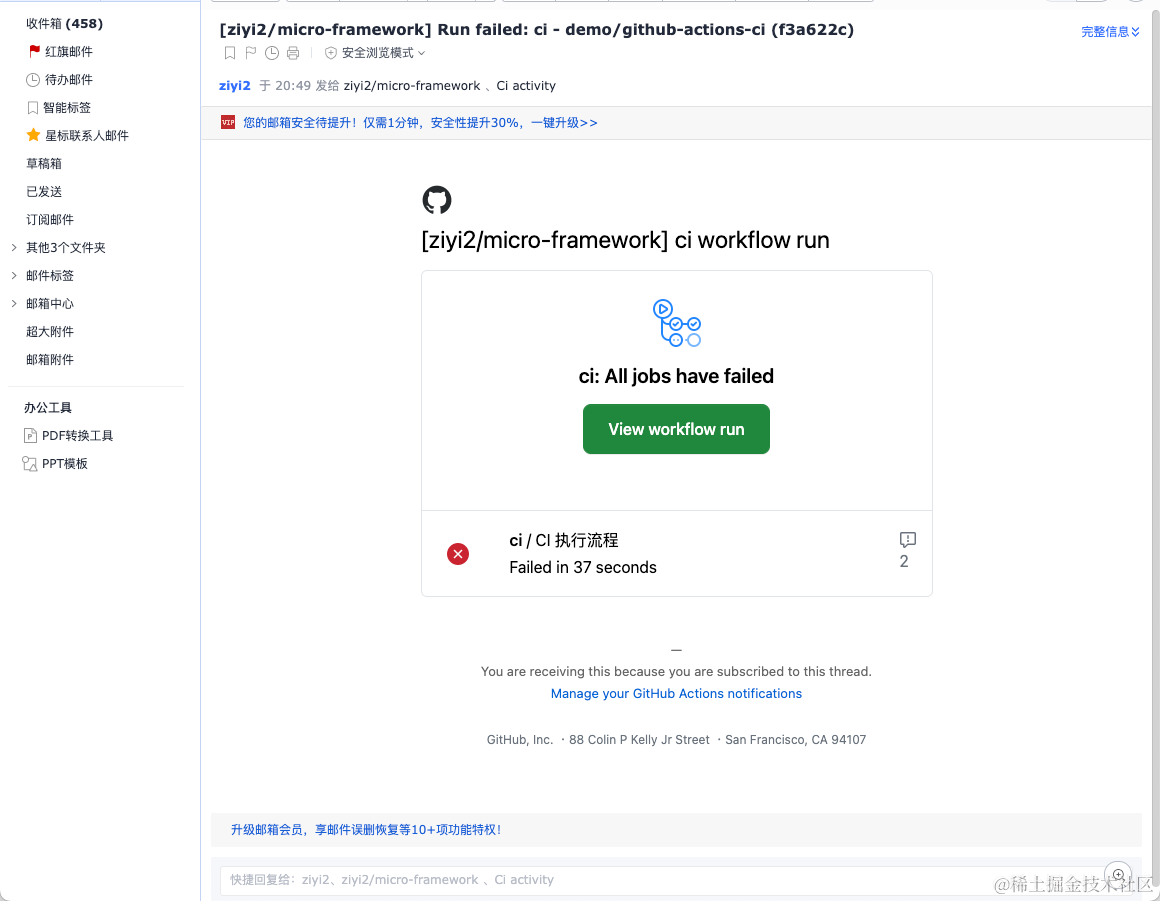 收件箱 (458)
红旗邮件
待办邮件
智能标签
星标联系人邮件
草稿箱
已发送
订阅邮件
其他3个文件夹
邮件标签
邮箱中心
超大附件
邮箱附件
办公工具
PDF转换工具
PPT模板
[ziyi2/micro-framework] Run failed: ci - demo/github-actions-ci (f3a622c)
完整信息
安全浏览模式
ziyi2 于 20:49 发给 ziyi2/micro-framework 、Ci activity
VIP 您的邮箱安全待提升！仅需1分钟，安全性提升30%，一键升级>>
[ziyi2/micro-framework] ci workflow run
ci: All jobs have failed
View workflow run
ci / CI 执行流程
Failed in 37 seconds
2
—
You are receiving this because you are subscribed to this thread.
Manage your GitHub Actions notifications
GitHub, Inc. ・88 Colin P Kelly Jr Street ・San Francisco, CA 94107
升级邮箱会员，享邮件误删恢复等10+项功能特权！
快捷回复给：ziyi2、ziyi2/micro-framework 、Ci activity
@稀土掘金技术社区